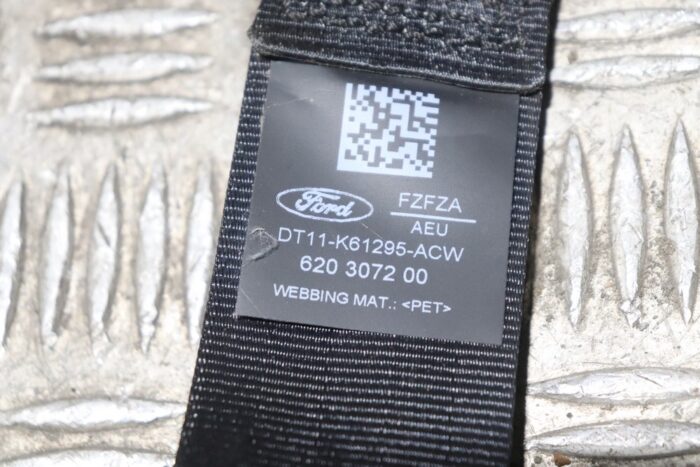 Ford
FZFZA
AEU
DT11-K61295-ACW
620 3072 00
WEBBING MAT.: <PET>